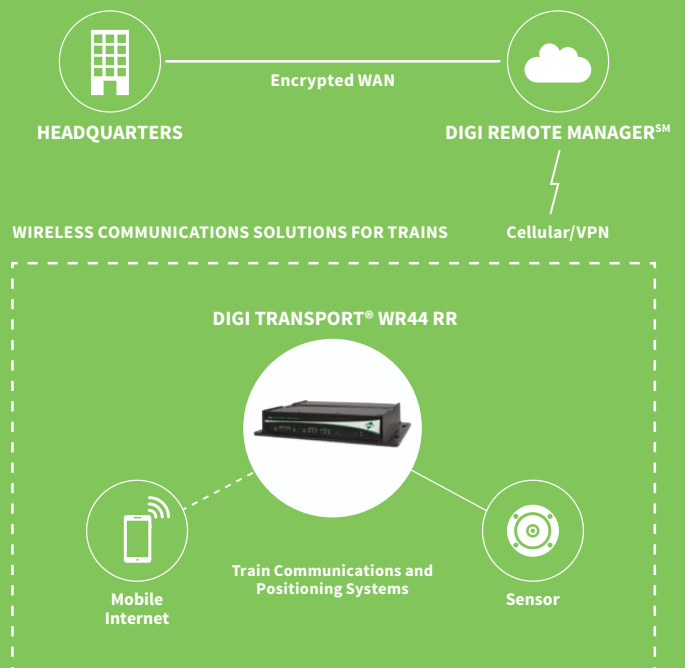 Encrypted WAN
HEADQUARTERS
DIGI REMOTE MANAGER℠
WIRELESS COMMUNICATIONS SOLUTIONS FOR TRAINS
Cellular/VPN
DIGI TRANSPORT® WR44 RR
Train Communications and
Positioning Systems
Mobile
Internet
Sensor